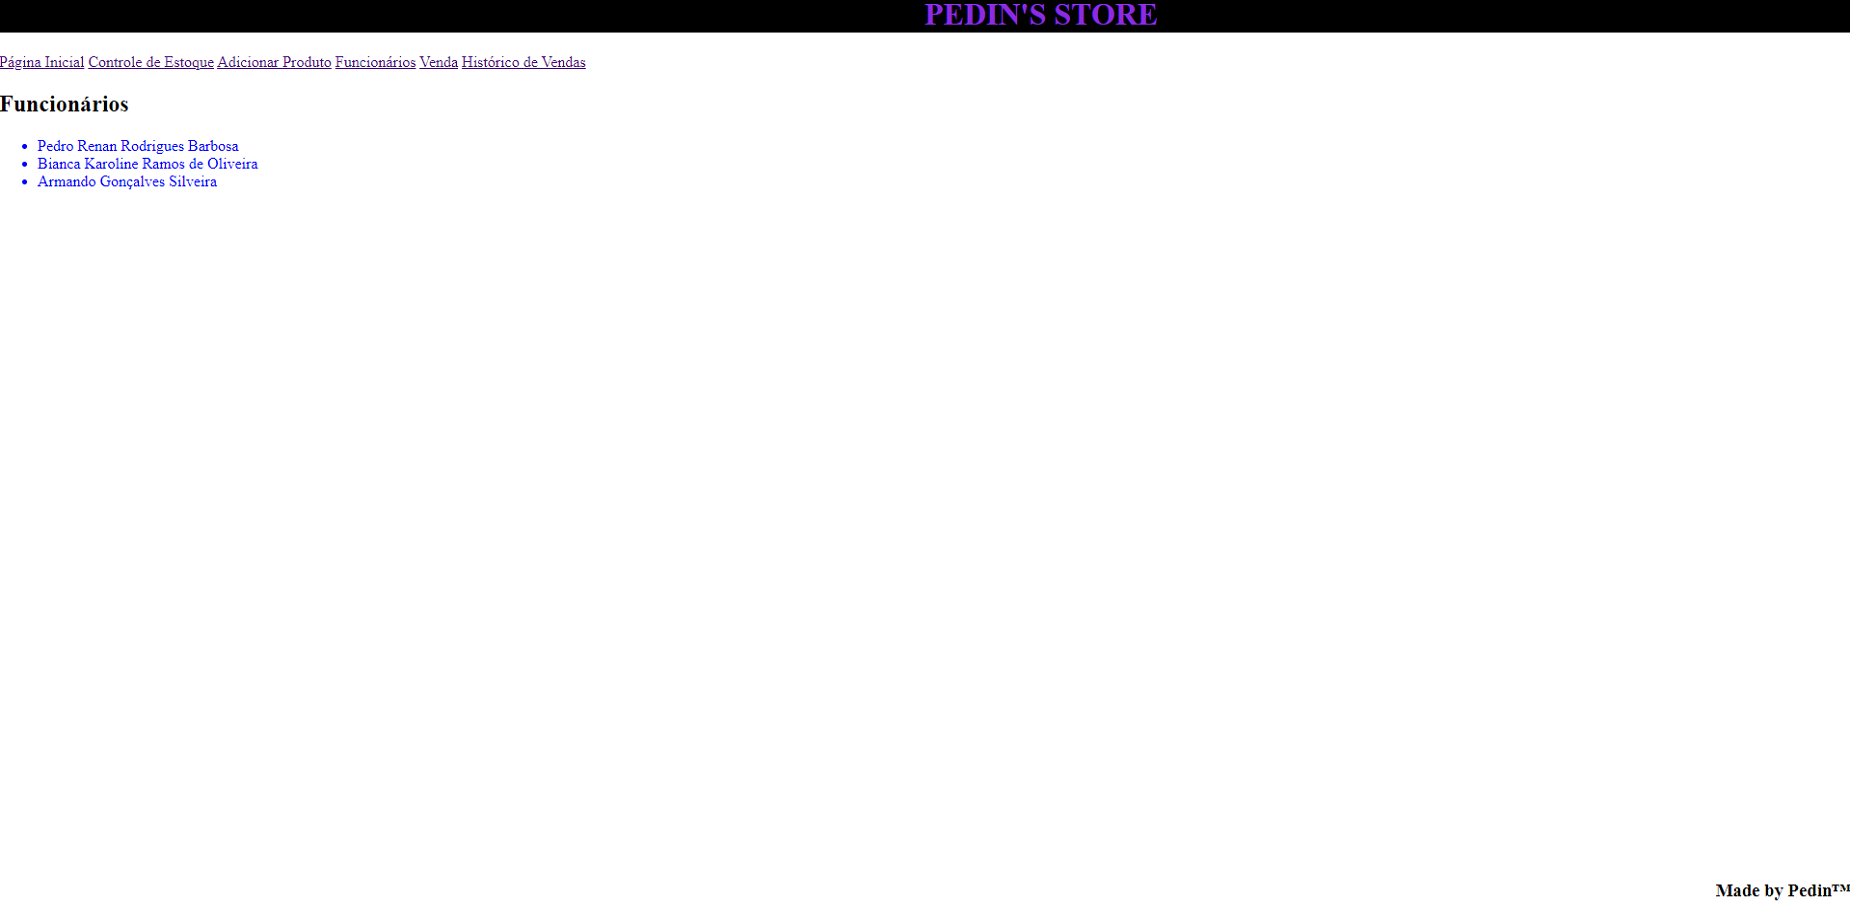 PEDIN'S STORE
Página Inicial Controle de Estoque Adicionar Produto Funcionários Venda Histórico de Vendas
Funcionários
Pedro Renan Rodrigues Barbosa
Bianca Karoline Ramos de Oliveira
Armando Gonçalves Silveira
Made by Pedin™